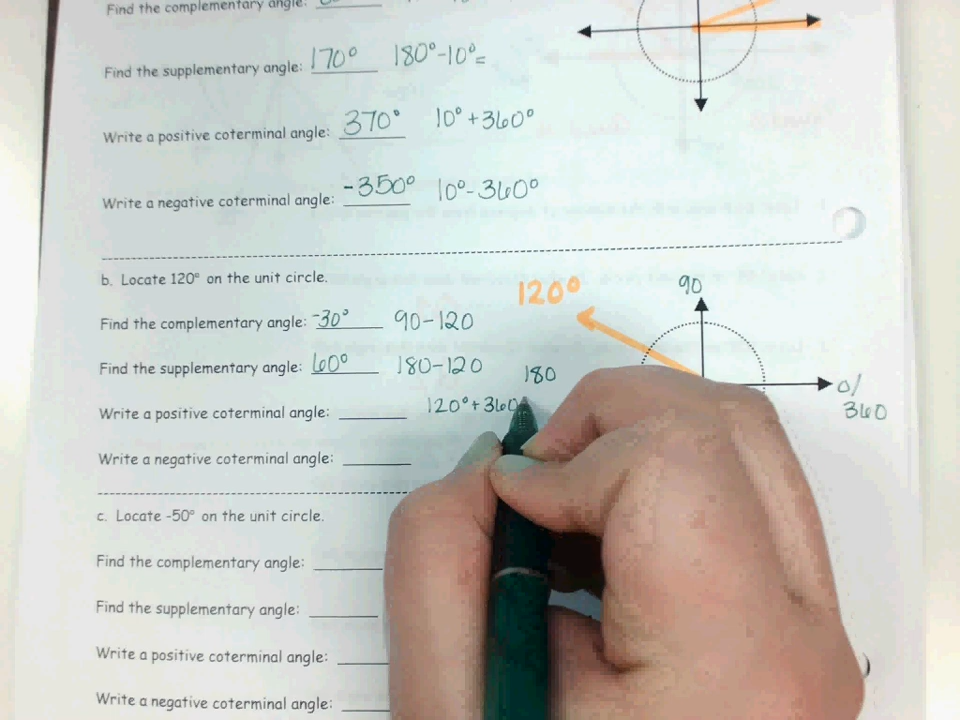 Find the complementary angle:
Find the supplementary angle: 170° 180°-10°=
Write a positive coterminal angle: 370° 10°+360°
Write a negative coterminal angle: -350° 10°-360°
b. Locate 120° on the unit circle.
120°
90
Find the complementary angle: -30° 90-120
Find the supplementary angle: 60° 180-120
180
0/
360
Write a positive coterminal angle: 120°+360
Write a negative coterminal angle:
c. Locate -50° on the unit circle.
Find the complementary angle:
Find the supplementary angle:
Write a positive coterminal angle:
Write a negative coterminal angle: